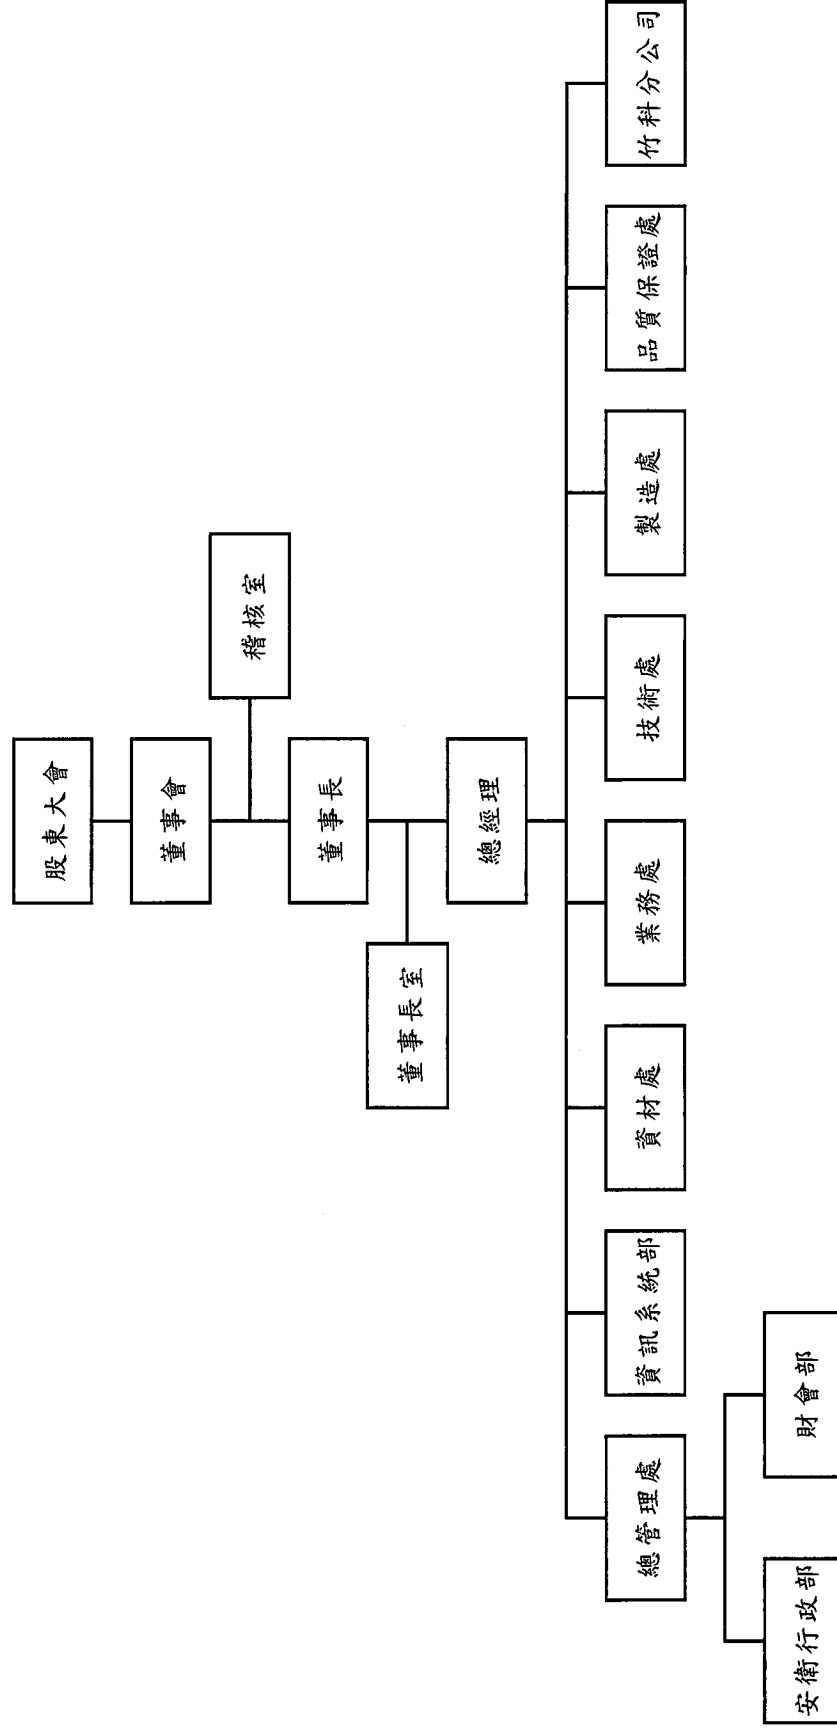 股東大會
董事會
稽核室
董事長
董事長室
總經理
總管理處
資訊系統部
資材處
業務處
技術處
製造處
品質保證處
竹科分公司
安衛行政部
財會部